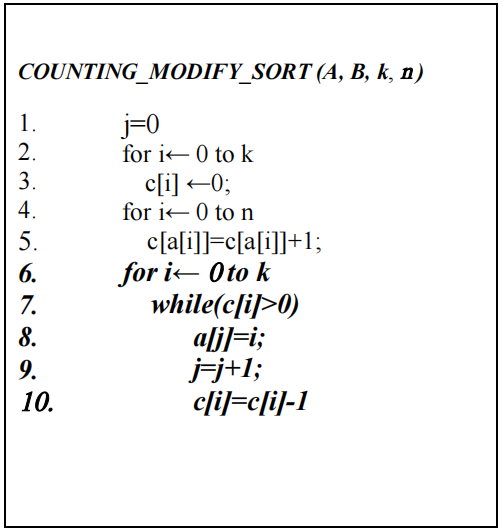 COUNTING_MODIFY_SORT (A, B, k, n)
1. j=0
2. for i← 0 to k
3. c[i] ←0;
4. for i← 0 to n
5. c[a[i]]=c[a[i]]+1;
6. for i← 0 to k
7. while(c[i]>0)
8. a[j]=i;
9. j=j+1;
10. c[i]=c[i]-1